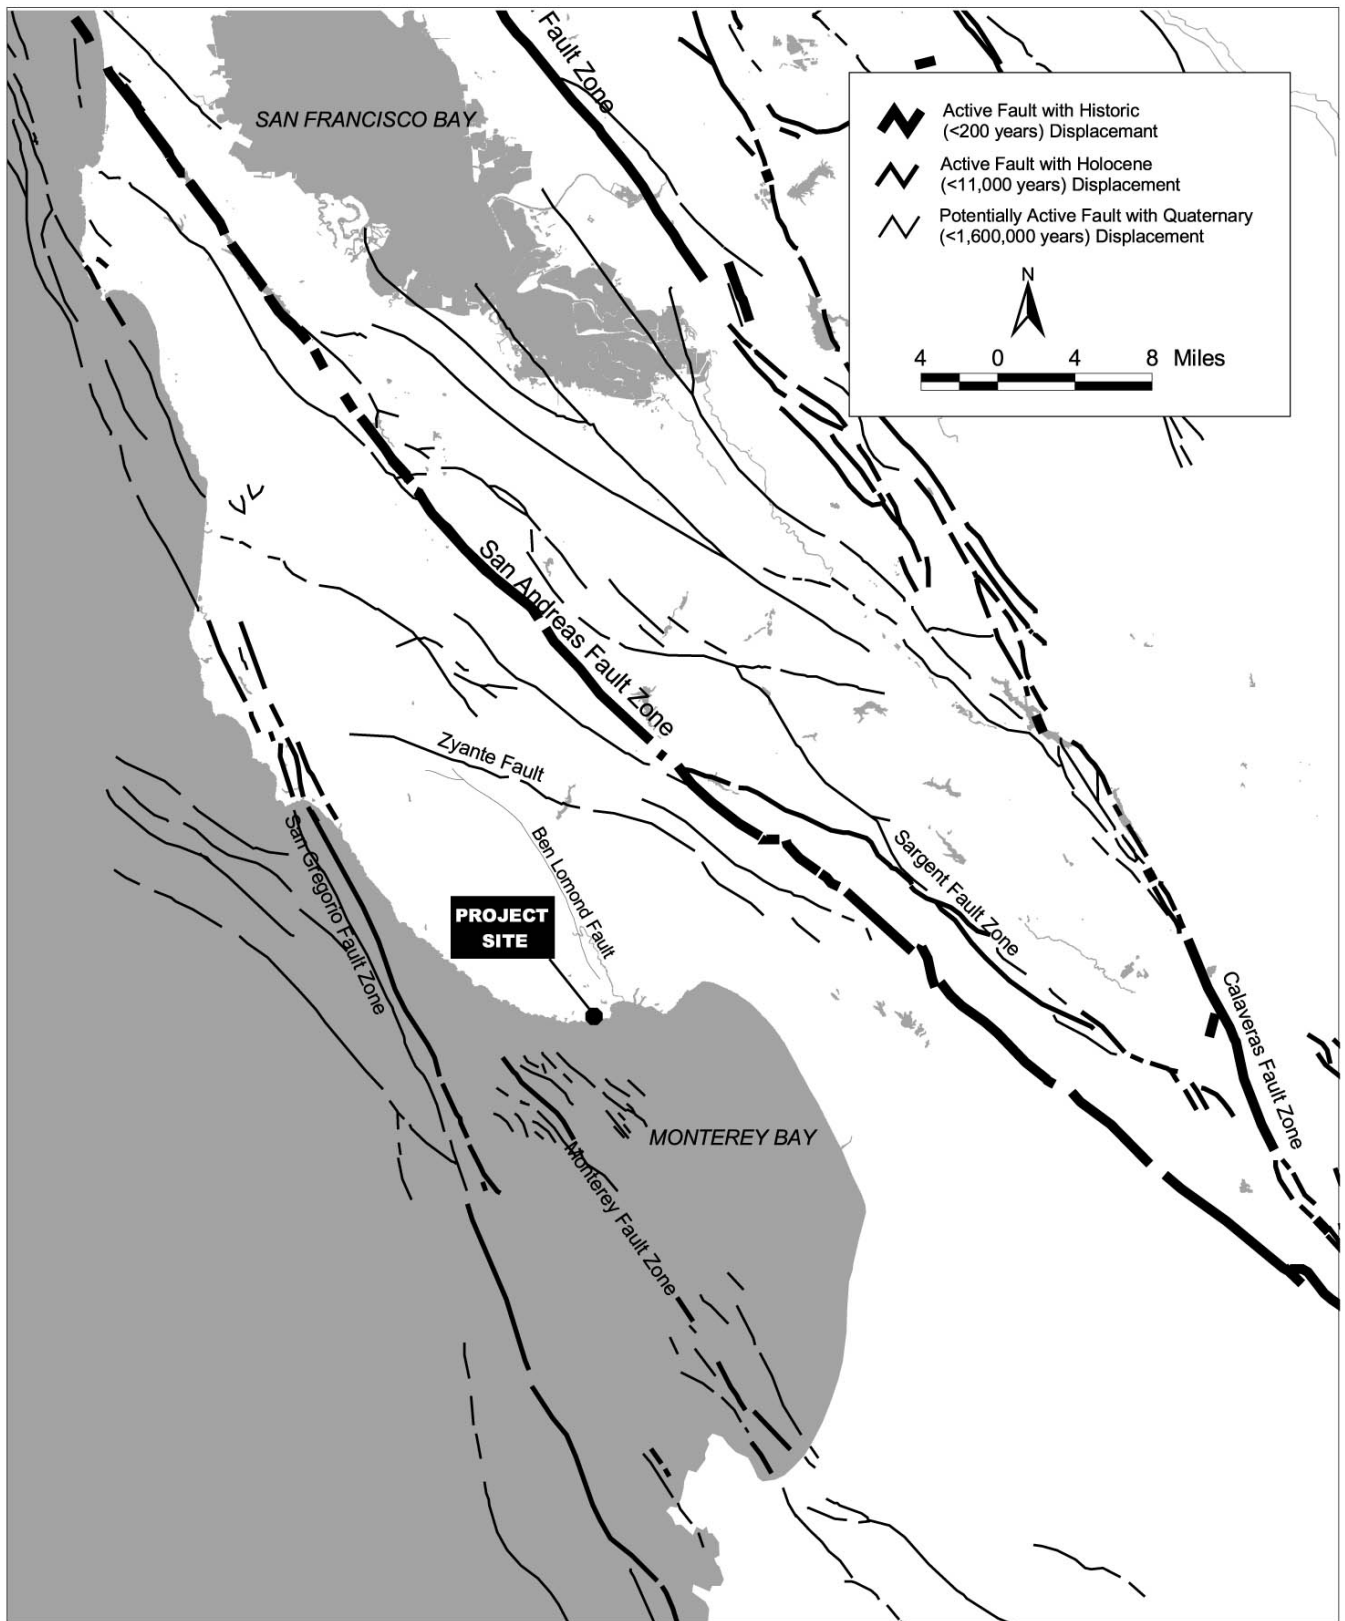 Fault Zone
SAN FRANCISCO BAY
Active Fault with Historic
(<200 years) Displacemant
Active Fault with Holocene
(<11,000 years) Displacement
Potentially Active Fault with Quaternary
(<1,600,000 years) Displacement
N
4 0 4 8 Miles
San Andreas Fault Zone
Zyante Fault
Ben Lomond Fault
San Gregorio Fault Zone
Sargent Fault Zone
PROJECT
SITE
Calaveras Fault Zone
MONTEREY BAY
Monterey Fault Zone